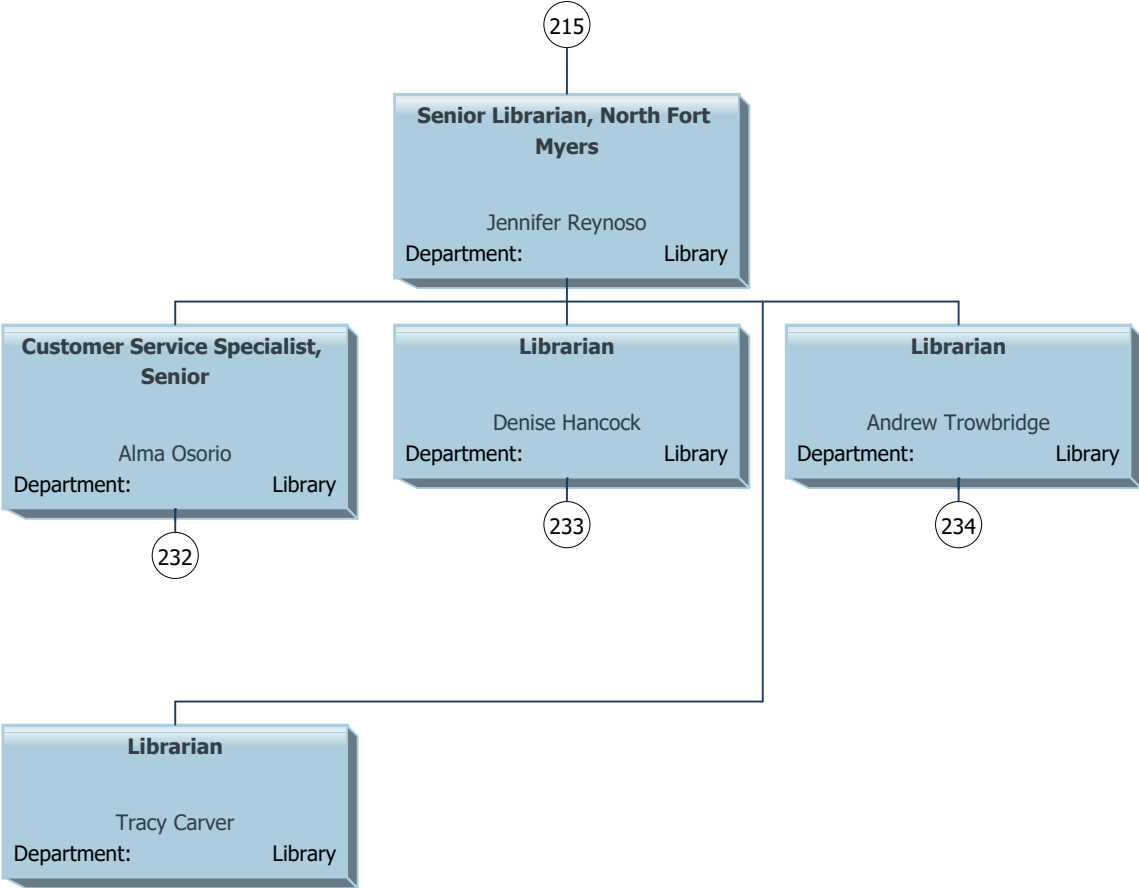 215
Senior Librarian, North Fort
Myers
Jennifer Reynoso
Department: Library
Customer Service Specialist,
Senior
Alma Osorio
Department: Library
232
Librarian
Denise Hancock
Department: Library
233
Librarian
Andrew Trowbridge
Department: Library
234
Librarian
Tracy Carver
Department: Library